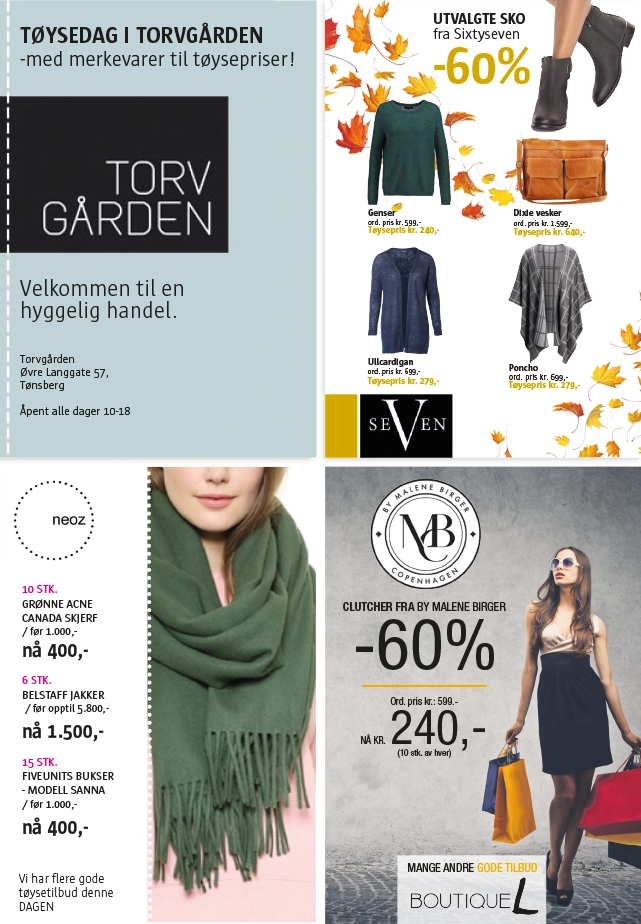 TØYSEDAG I TORVGÅRDEN
-med merkevarer til tøysepriser!
TORV
GÅRDEN
Velkommen til en
hyggelig handel.
Torvgården
Øvre Langgate 57,
Tønsberg
Åpent alle dager 10-18
UTVALGTE SKO
fra Sixtyseven
-60%
Genser
ord. pris kr. 599,-
Tøysepris kr. 240,-
Dixie vesker
ord. pris kr. 1.599,-
Tøysepris kr. 640,-
Ullcardigan
ord. pris kr. 699,-
Tøysepris kr. 279,-
Poncho
ord. pris kr. 699,-
Tøysepris kr. 279,-
SEVEN
neoz
10 STK.
GRØNNE ACNE
CANADA SKJERF
/ før 1.000,-
nå 400,-
6 STK.
BELSTAFF JAKKER
/ før opptil 5.800,-
nå 1.500,-
15 STK.
FIVEUNITS BUKSER
- MODELL SANNA
/ før 1.000,-
nå 400,-
Vi har flere gode
tøysetilbud denne
DAGEN
BY MALENE BIRGER
MCB
COPENHAGEN
CLUTCHER FRA BY MALENE BIRGER
-60%
Ord. pris kr.: 599.-
NÅ KR. 240,-
(10 stk. av hver)
MANGE ANDRE GODE TILBUD
BOUTIQUE L